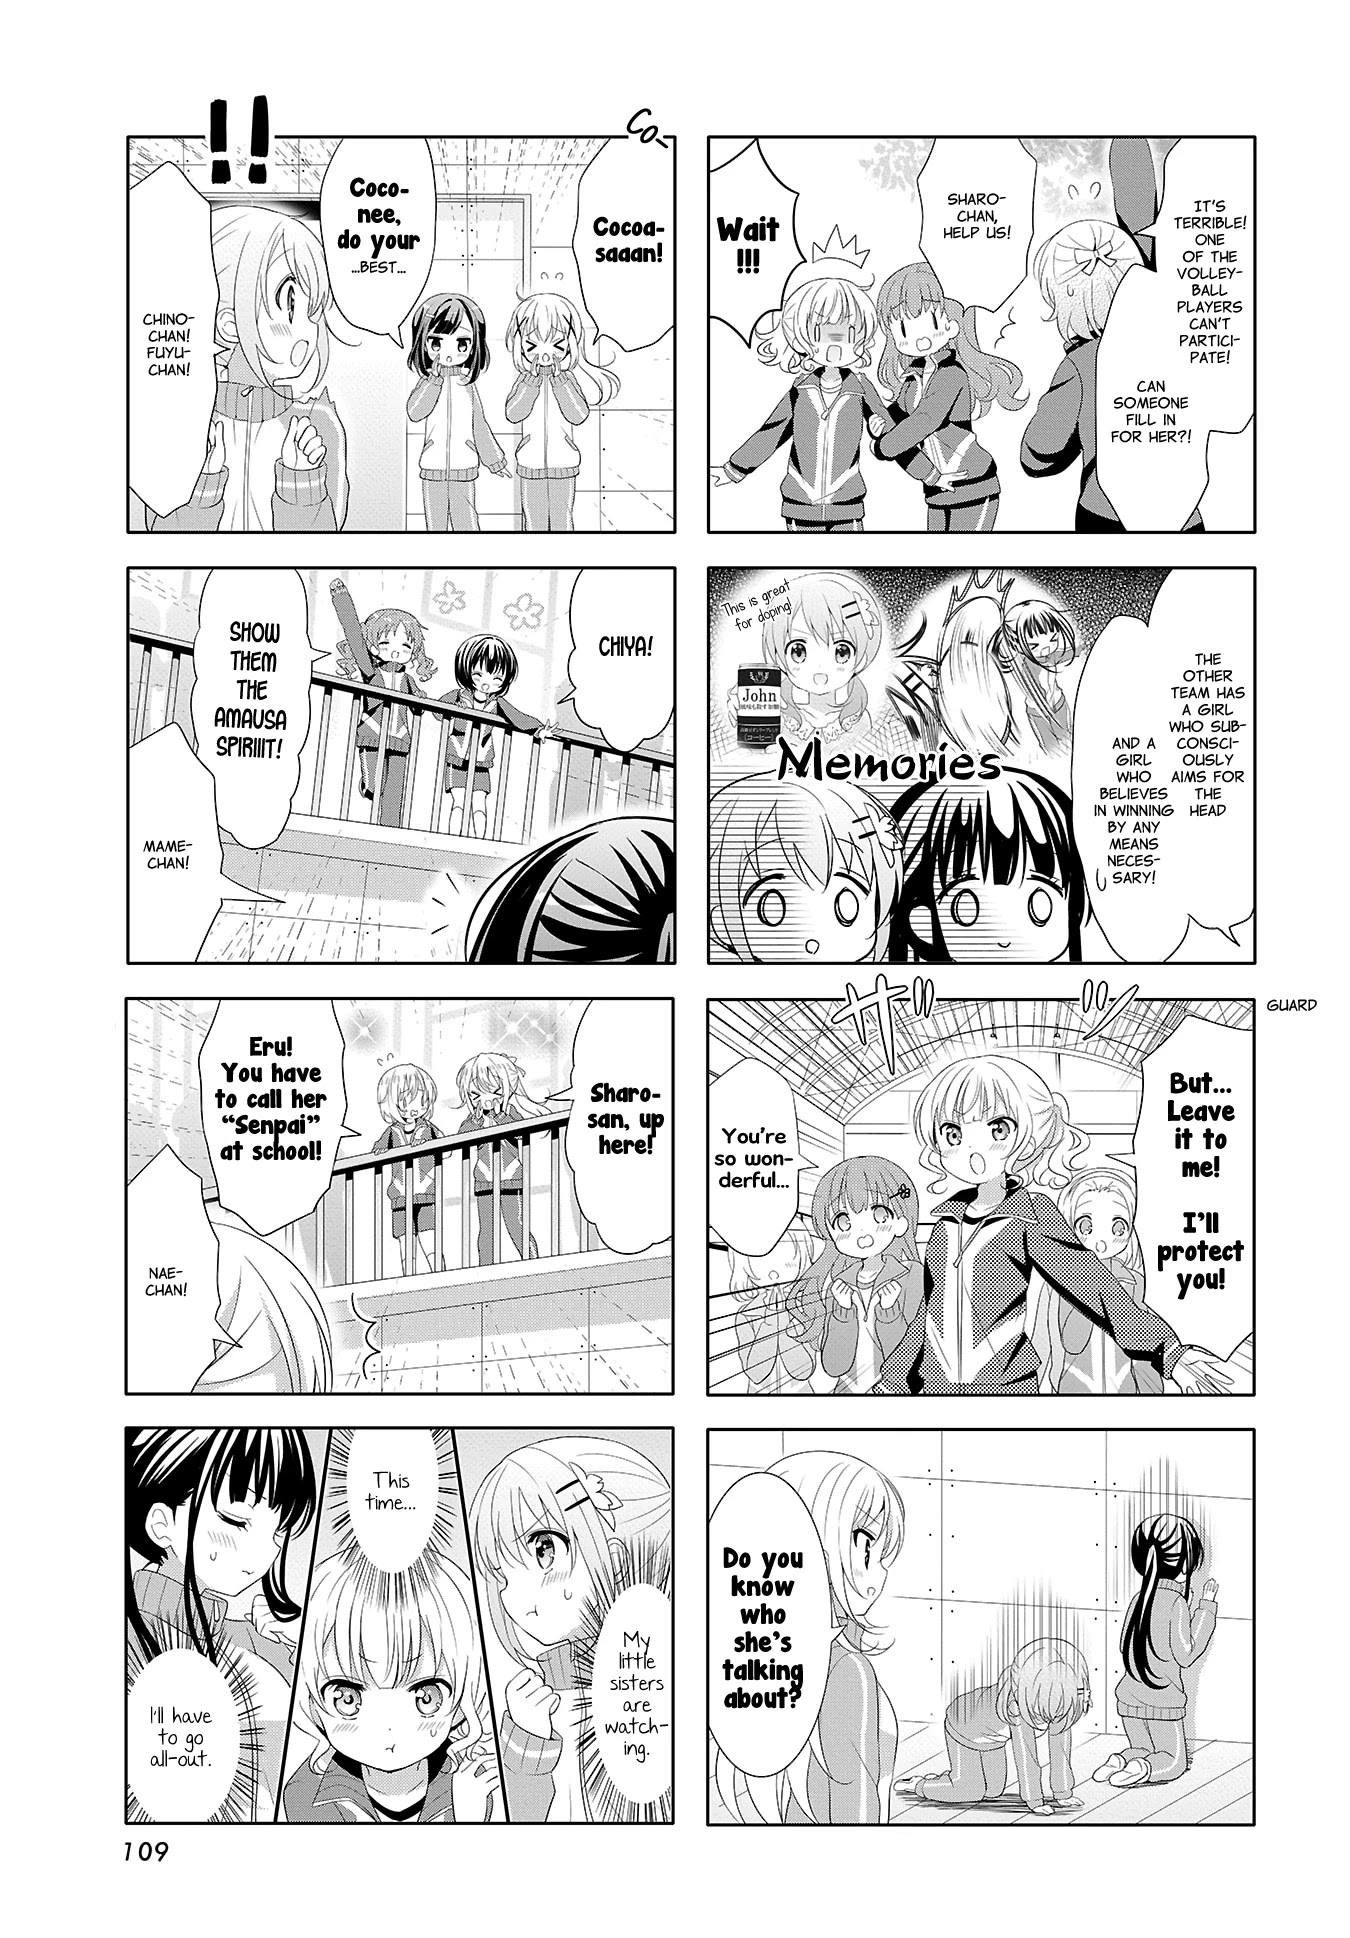 IT'S
TERRIBLE!
ONE
OF THE
VOLLEY-
BALL
PLAYERS
CAN'T
PARTICI-
PATE!
CAN
SOMEONE
FILL IN
FOR HER?!
SHARO-
CHAN,
HELP US!
Wait
!!!
THE
OTHER
TEAM HAS
A GIRL
WHO SUB-
CONSCI-
OUSLY
AIMS FOR
THE
HEAD
AND A
GIRL
WHO
BELIEVES
IN WINNING
BY ANY
MEANS
NECES-
SARY!
This is great
for doping!
John
Memories
ザ ッ
GUARD
But...
Leave
it to
me!
I'll
protect
you!
You're
so won-
derful...
Do you
know
who
she's
talking
about?
Co-
Cocoa-
saaan!
Coco-
nee,
do your
...BEST...
!!
CHINO-
CHAN!
FUYU-
CHAN!
CHIYA!
SHOW
THEM
THE
AMAUSA
SPIRIIIT!
MAME-
CHAN!
Sharo-
san, up
here!
Eru!
You have
to call her
"Senpai"
at school!
NAE-
CHAN!
My
little
sisters
are
watch-
ing.
This
time...
I'll have
to go
all-out.
109